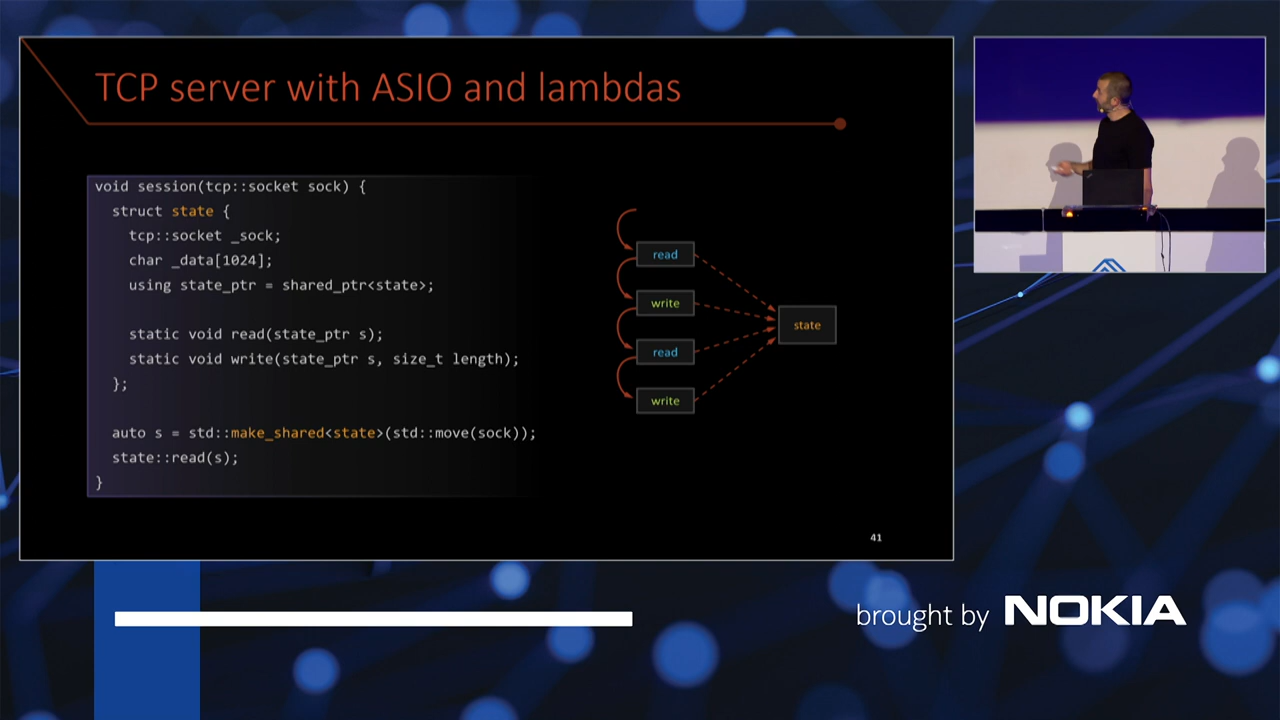 TCP server with ASIO and lambdas
void session(tcp::socket sock) {
  struct state {
    tcp::socket _sock;
    char _data[1024];
    using state_ptr = shared_ptr<state>;
    static void read(state_ptr s);
    static void write(state_ptr s, size_t length);
  };
  auto s = std::make_shared<state>(std::move(sock));
  state::read(s);
}
read
write
read
write
state
41
brought by NOKIA